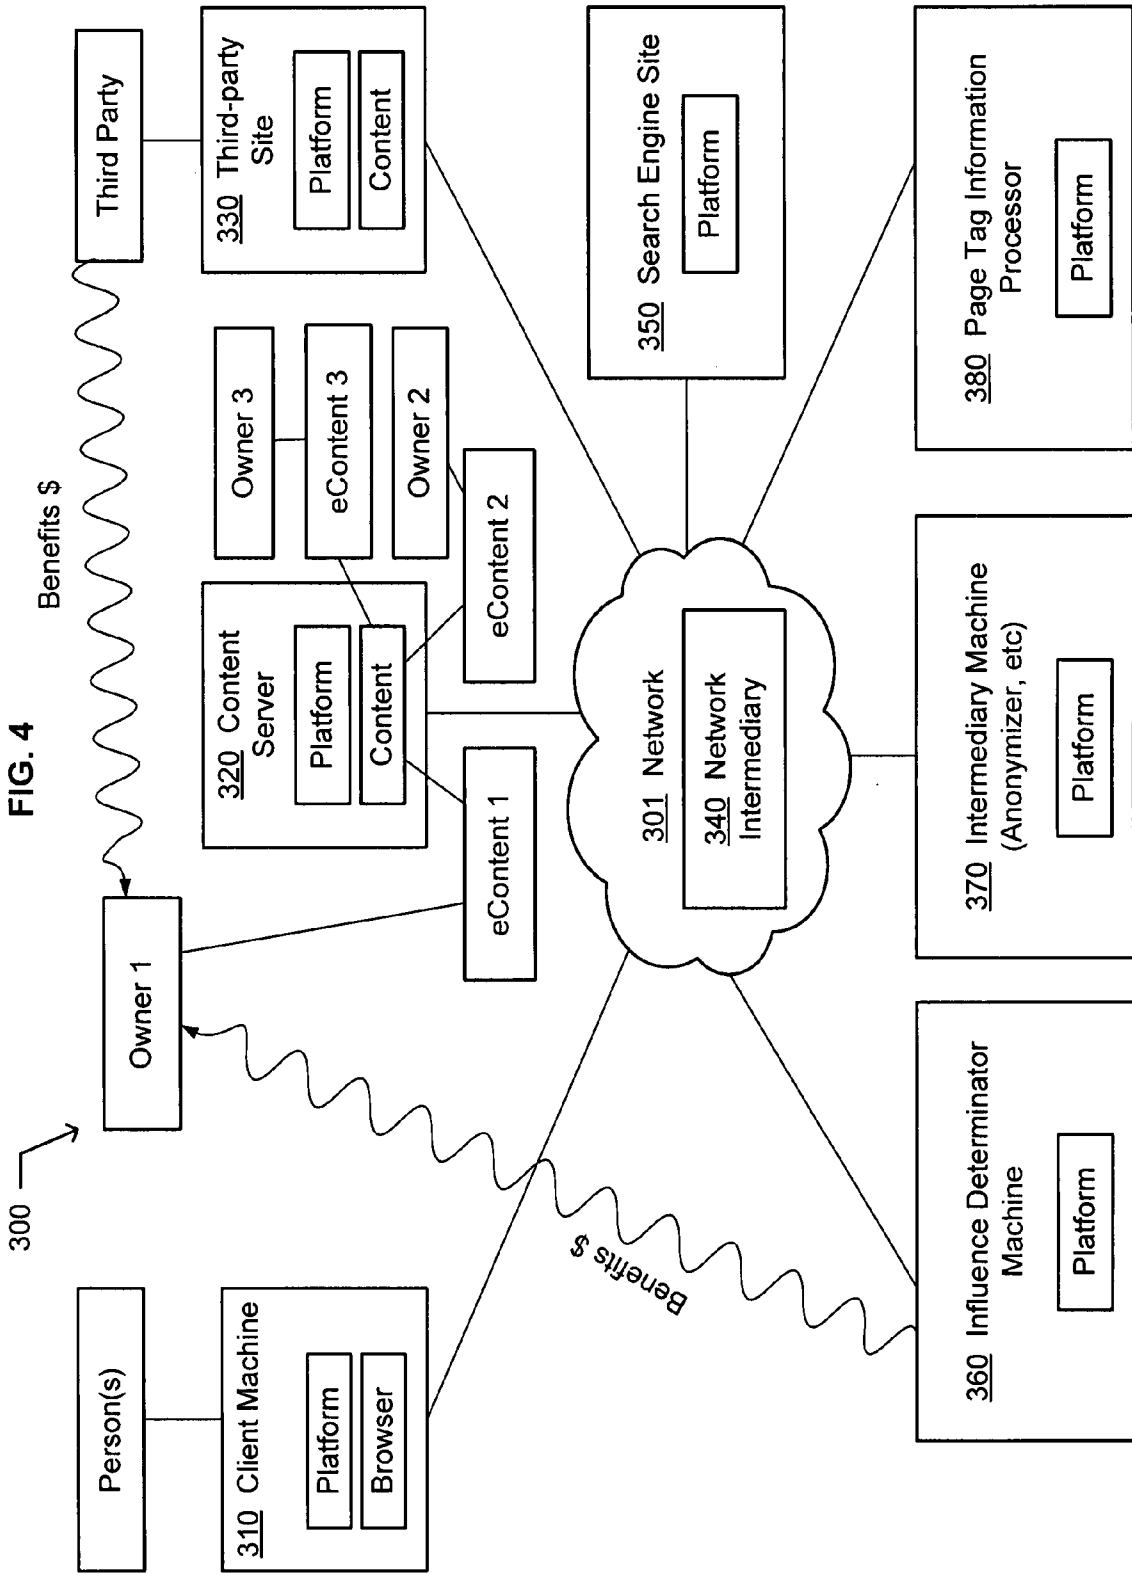 FIG. 4
300
Person(s)
310 Client Machine
Platform
Browser
Owner 1
Benefits $
Third Party
320 Content
Server
Platform
Content
eContent 1
eContent 2
Owner 2
eContent 3
Owner 3
330 Third-party
Site
Platform
Content
Benefits $
301 Network
340 Network
Intermediary
350 Search Engine Site
Platform
360 Influence Determinator
Machine
Platform
370 Intermediary Machine
(Anonymizer, etc)
Platform
380 Page Tag Information
Processor
Platform